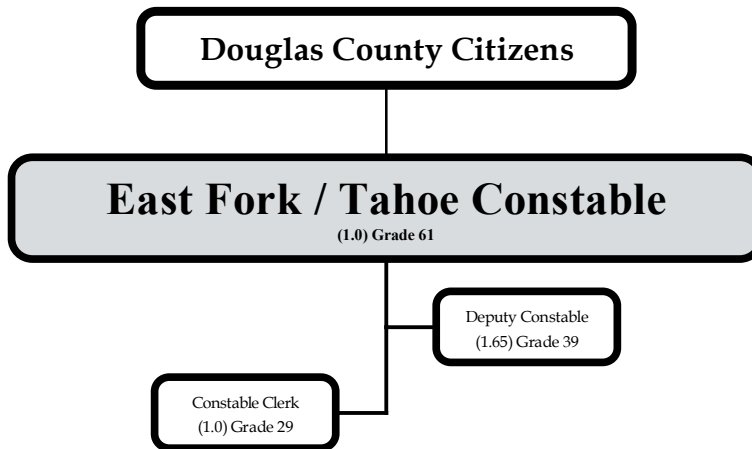 Douglas County Citizens
East Fork / Tahoe Constable
(1.0) Grade 61
Deputy Constable
(1.65) Grade 39
Constable Clerk
(1.0) Grade 29